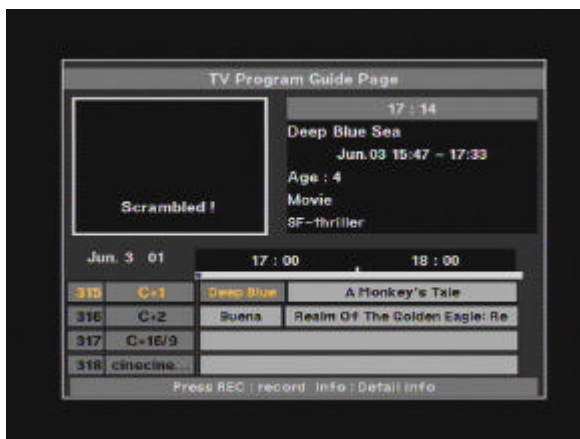 TV Program Guide Page
17 : 14
Deep Blue Sea
Jun.03 15:47 - 17:33
Age : 4
Movie
SF-thriller
Scrambled !
Jun. 3 01 17 : 00 18 : 00
315 C+1 Deep Blue A Monkey's Tale
316 C+2 Buena Realm Of The Golden Eagle: Re
317 C+16/9
318 cinecine...
Press REC : record Info : Detail info